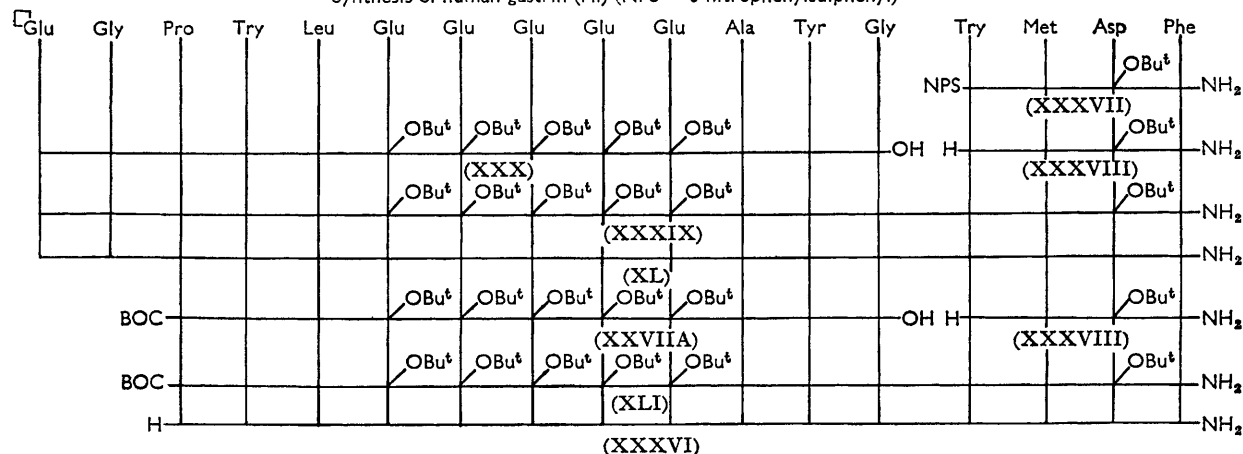 Synthesis of human gastrin (NPS = o-nitrophenylsulphenyl)
Glu Gly Pro Try Leu Glu Glu Glu Glu Glu Ala Tyr Gly Try Met Asp Phe
OBuᵗ
NPS NH₂
(XXXVII)
OBuᵗ OBuᵗ OBuᵗ OBuᵗ OBuᵗ OBuᵗ
OH H NH₂
(XXX) (XXXVIII)
OBuᵗ OBuᵗ OBuᵗ OBuᵗ OBuᵗ OBuᵗ
NH₂
(XXXIX)
NH₂
(XL)
OBuᵗ OBuᵗ OBuᵗ OBuᵗ OBuᵗ OBuᵗ
BOC OH H NH₂
(XXVIIA) (XXXVIII)
OBuᵗ OBuᵗ OBuᵗ OBuᵗ OBuᵗ OBuᵗ
BOC NH₂
(XLI)
H NH₂
(XXXVI)